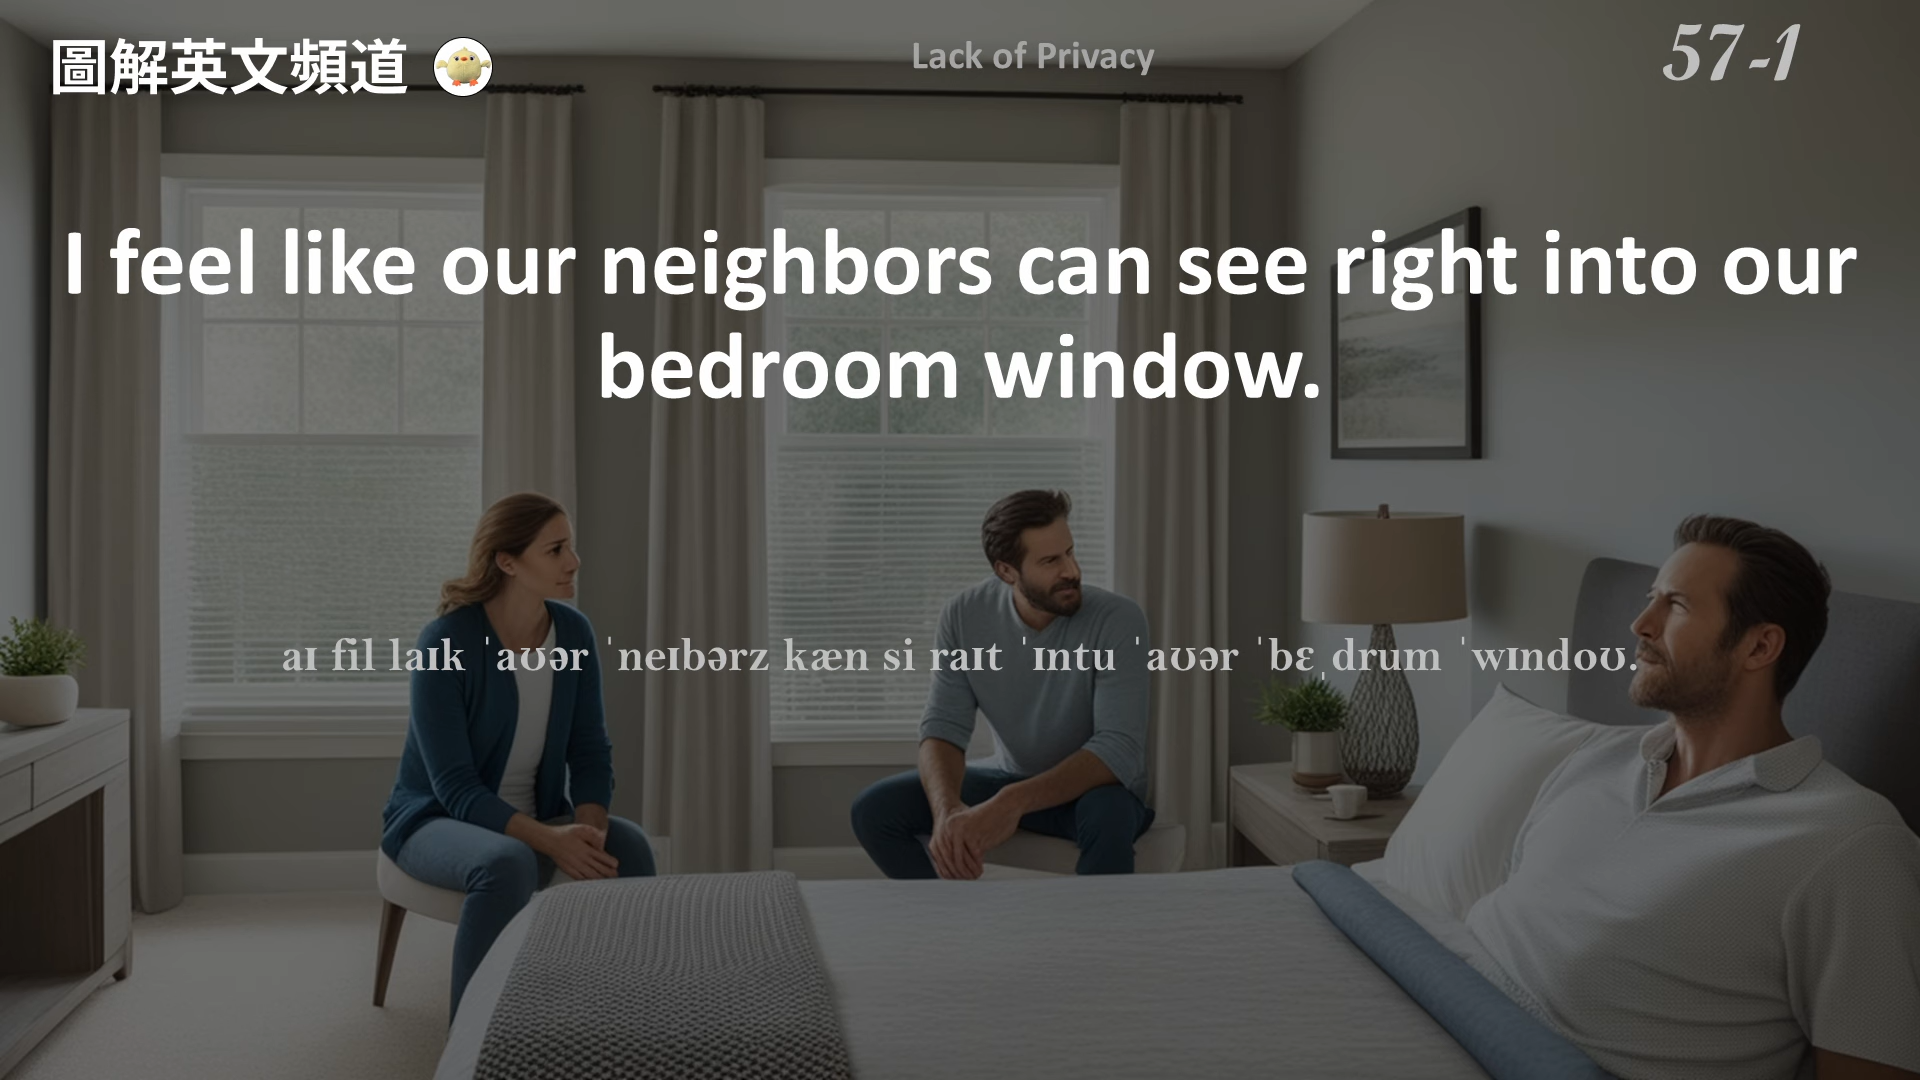 圖解英文頻道
Lack of Privacy
57-1
I feel like our neighbors can see right into our
bedroom window.
aɪ fil laɪk ˈaʊər ˈneɪbərz kæn si raɪt ˈɪntu ˈaʊər ˈbɛˌdrum ˈwɪndoʊ.